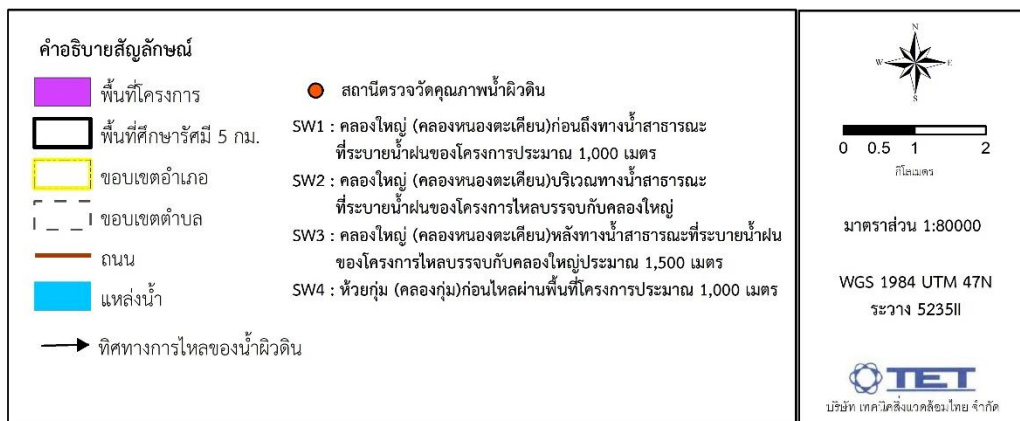 คำอธิบายสัญลักษณ์
พื้นที่โครงการ
พื้นที่ศึกษารัศมี 5 กม.
ขอบเขตอำเภอ
ขอบเขตตำบล
ถนน
แหล่งน้ำ
ทิศทางการไหลของน้ำผิวดิน
สถานีตรวจวัดคุณภาพน้ำผิวดิน
SW1 : คลองใหญ่ (คลองหนองตะเคียน)ก่อนถึงทางน้ำสาธารณะ
ที่ระบายน้ำฝนของโครงการประมาณ 1,000 เมตร
SW2 : คลองใหญ่ (คลองหนองตะเคียน)บริเวณทางน้ำสาธารณะ
ที่ระบายน้ำฝนของโครงการไหลบรรจบกับคลองใหญ่
SW3 : คลองใหญ่ (คลองหนองตะเคียน)หลังทางน้ำสาธารณะที่ระบายน้ำฝน
ของโครงการไหลบรรจบกับคลองใหญ่ประมาณ 1,500 เมตร
SW4 : ห้วยกุ่ม (คลองกุ่ม)ก่อนไหลผ่านพื้นที่โครงการประมาณ 1,000 เมตร
N
W E
S
0 0.5 1 2
กิโลเมตร
มาตราส่วน 1:80000
WGS 1984 UTM 47N
ระวาง 5235II
TET
บริษัท เทคนิคสิ่งแวดล้อมไทย จำกัด